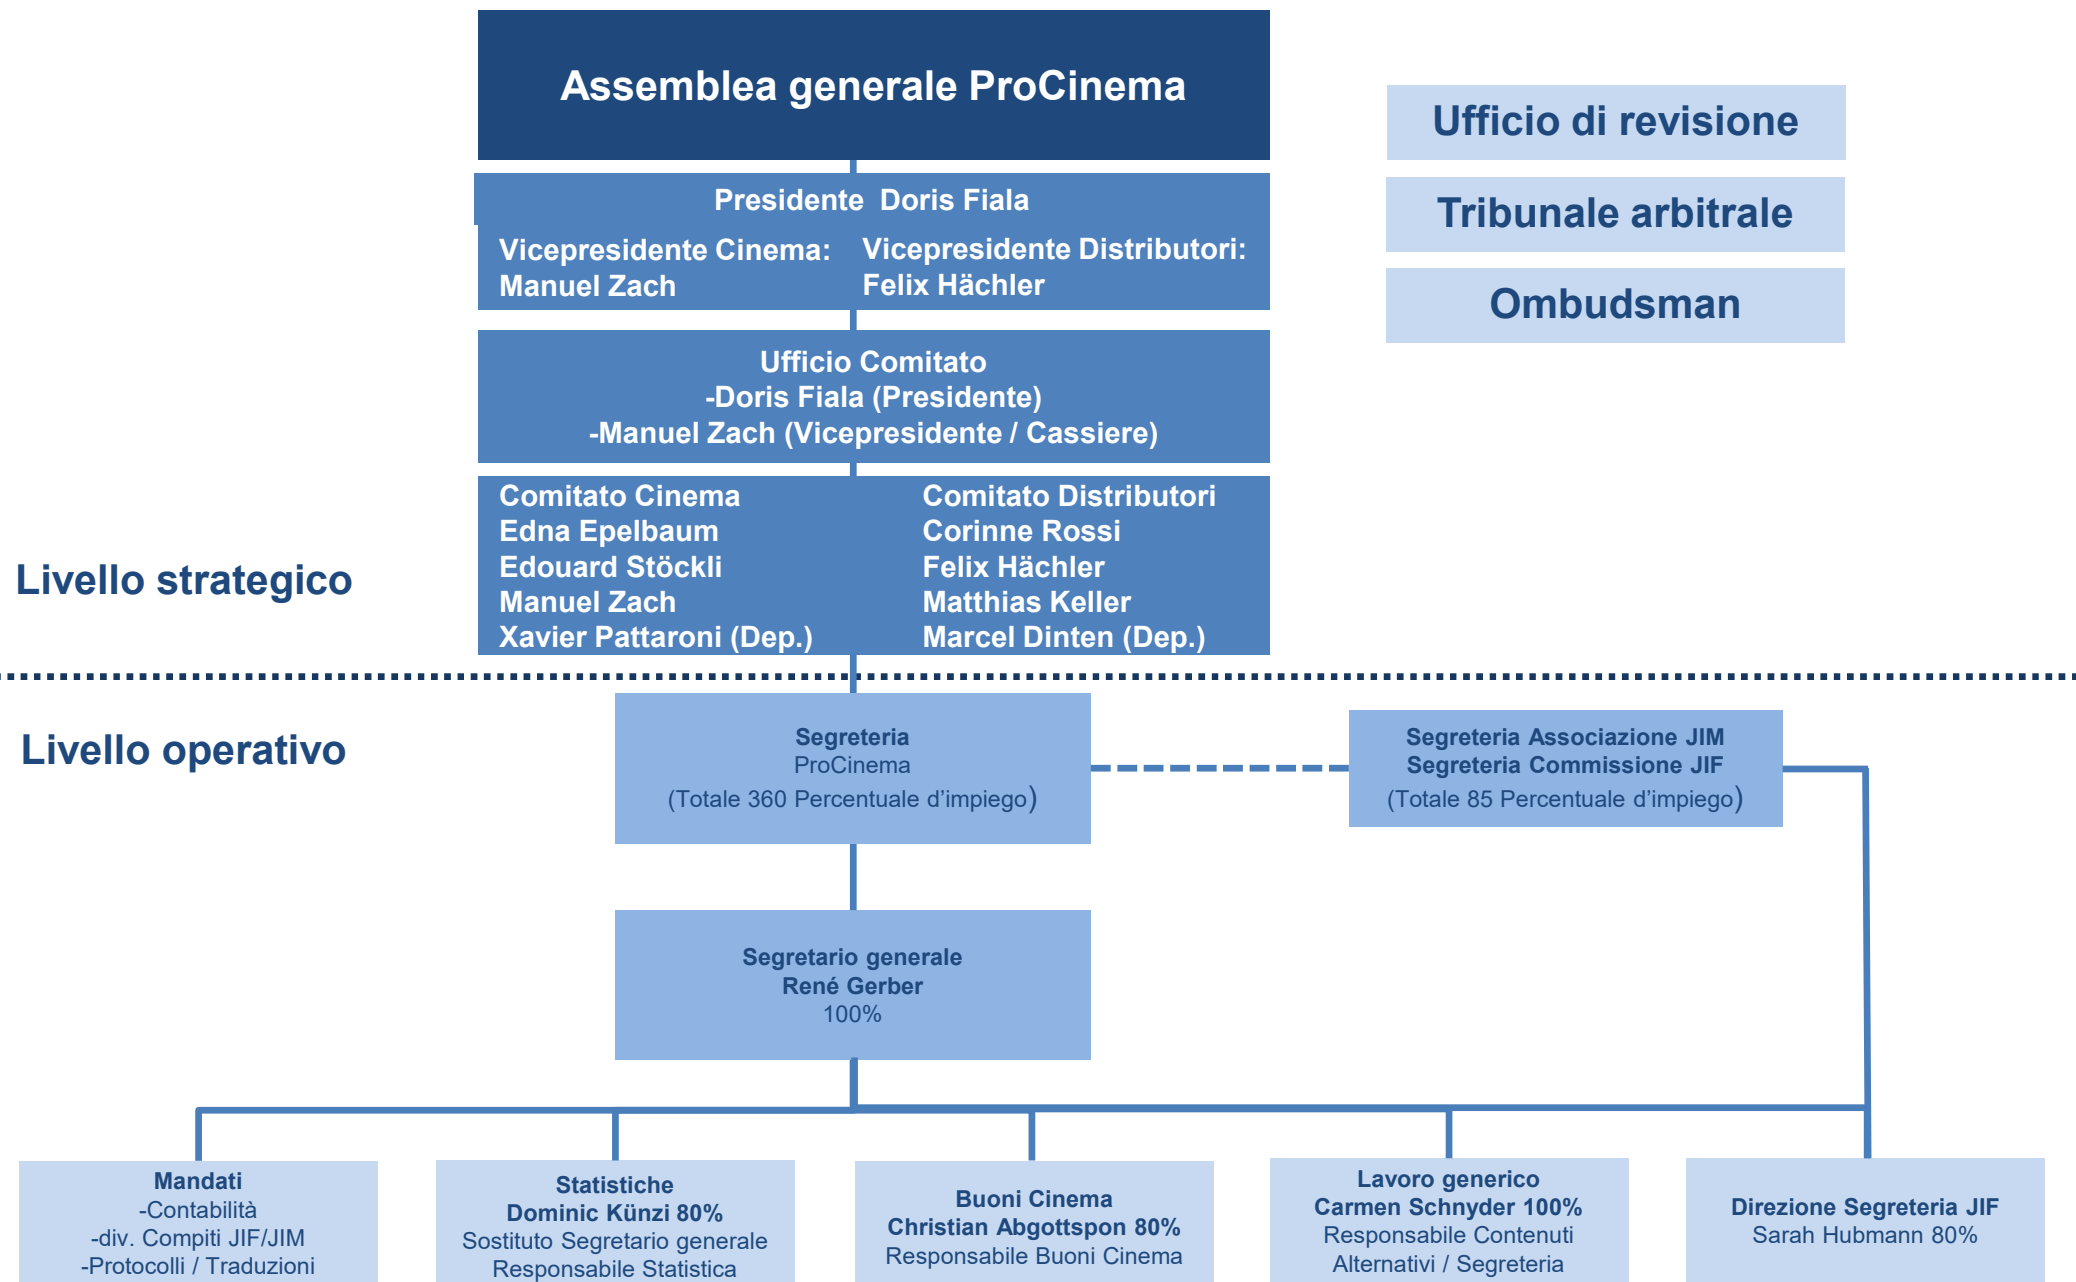 Assemblea generale ProCinema
Ufficio di revisione
Tribunale arbitrale
Ombudsman
Presidente  Doris Fiala
Vicepresidente Cinema:
Manuel Zach
Vicepresidente Distributori:
Felix Hächler
Ufficio Comitato
-Doris Fiala (Presidente)
-Manuel Zach (Vicepresidente / Cassiere)
Comitato Cinema
Edna Epelbaum
Edouard Stöckli
Manuel Zach
Xavier Pattaroni (Dep.)
Comitato Distributori
Corinne Rossi
Felix Hächler
Matthias Keller
Marcel Dinten (Dep.)
Livello strategico
Livello operativo
Segreteria
ProCinema
(Totale 360 Percentuale d’impiego)
Segreteria Associazione JIM
Segreteria Commissione JIF
(Totale 85 Percentuale d’impiego)
Segretario generale
René Gerber
100%
Mandati
-Contabilità
-div. Compiti JIF/JIM
-Protocolli / Traduzioni
Statistiche
Dominic Künzi 80%
Sostituto Segretario generale
Responsabile Statistica
Buoni Cinema
Christian Abgottspon 80%
Responsabile Buoni Cinema
Lavoro generico
Carmen Schnyder 100%
Responsabile Contenuti
Alternativi / Segreteria
Direzione Segreteria JIF
Sarah Hubmann 80%